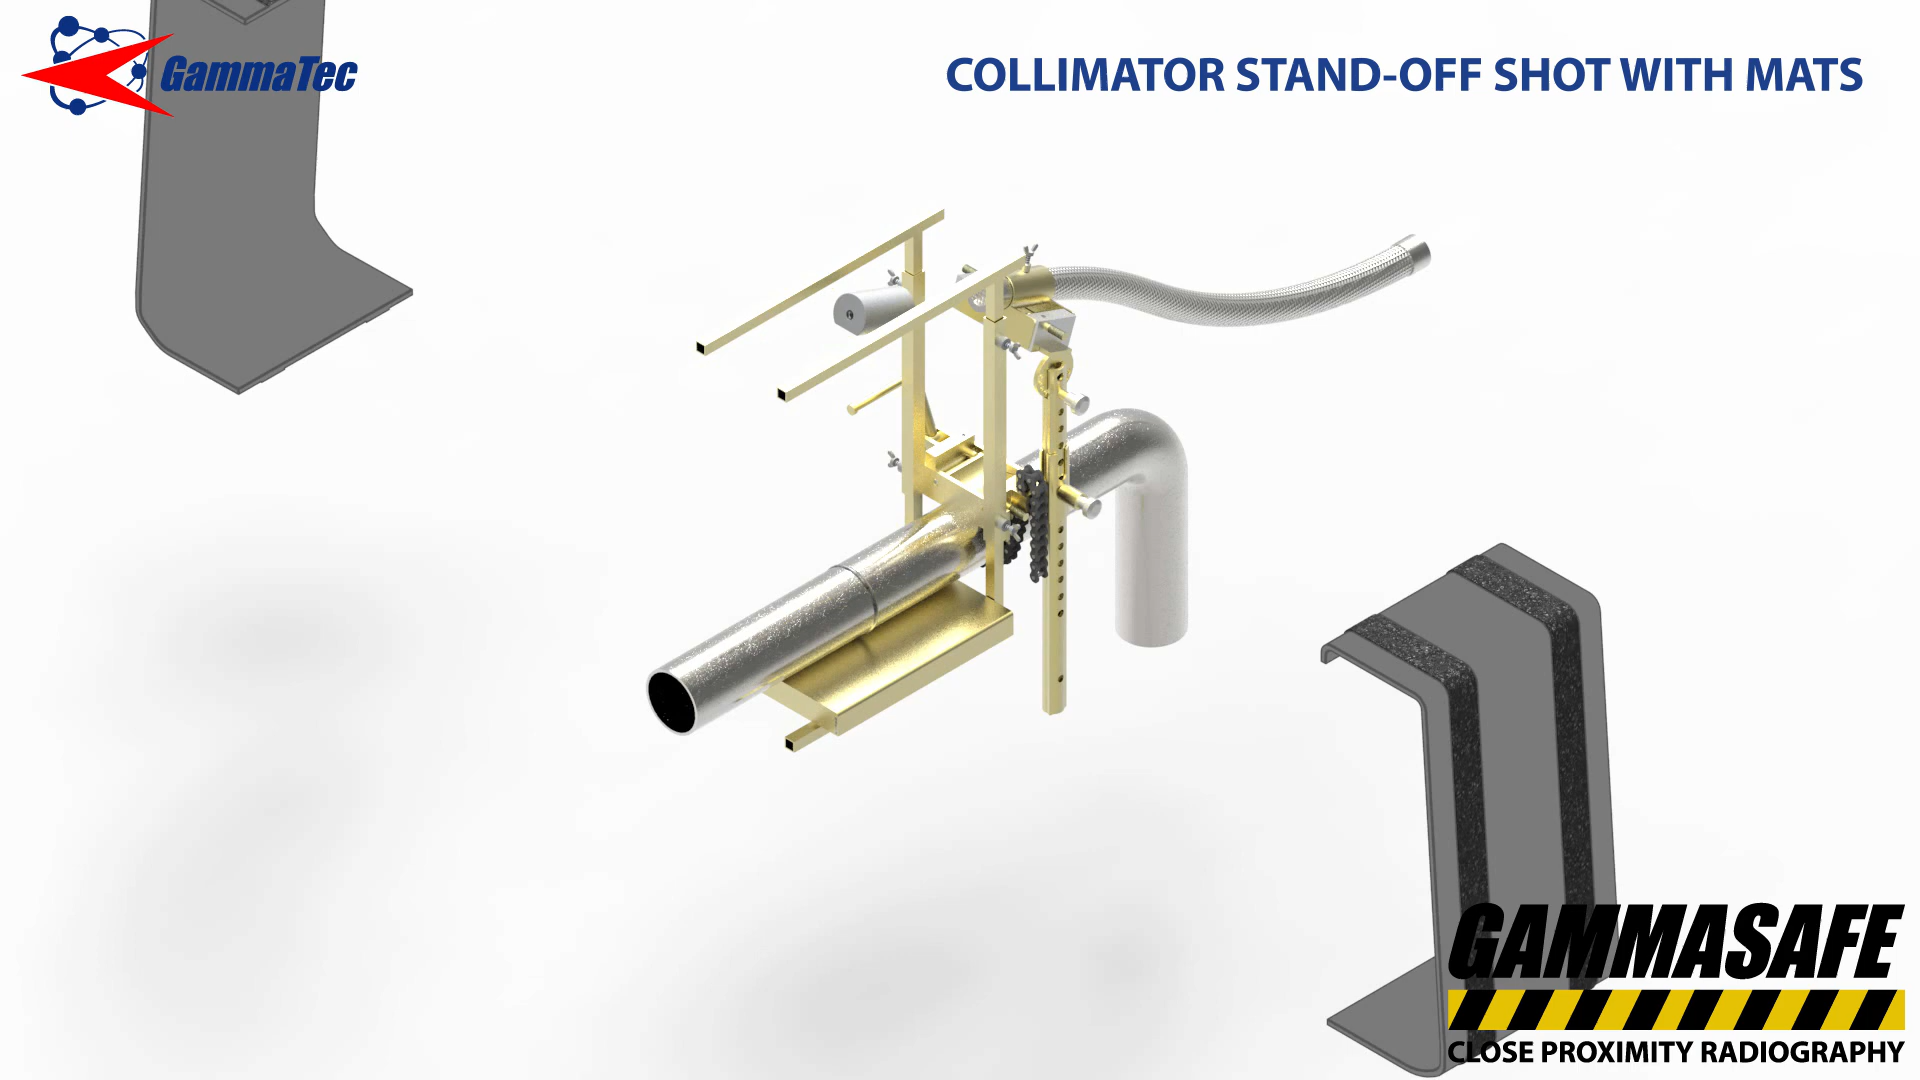 GammaTec
COLLIMATOR STAND-OFF SHOT WITH MATS
GAMMASAFE
CLOSE PROXIMITY RADIOGRAPHY